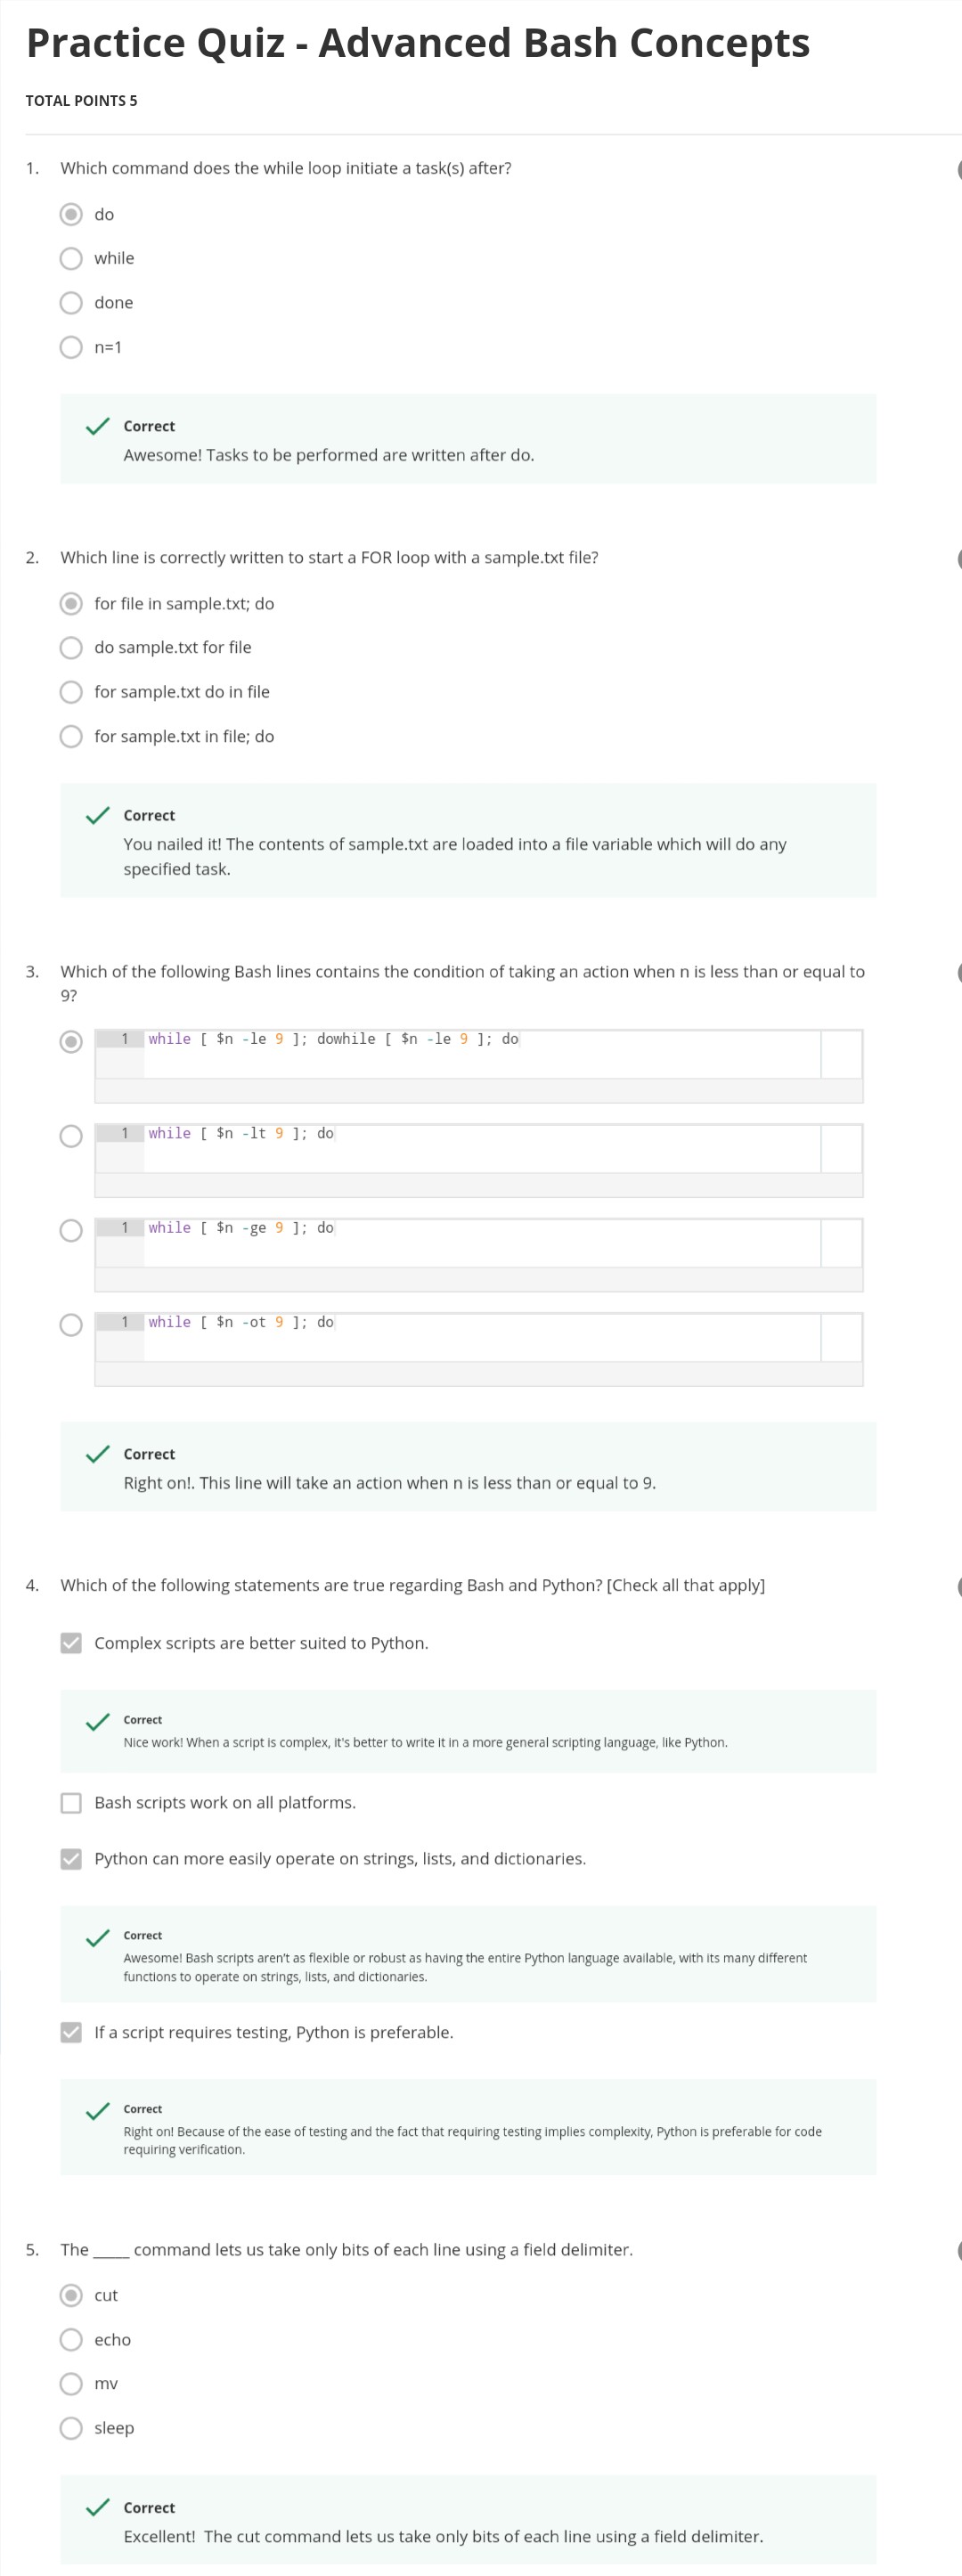 Practice Quiz - Advanced Bash Concepts
TOTAL POINTS 5
1. Which command does the while loop initiate a task(s) after?
do
while
done
n=1
Correct
Awesome! Tasks to be performed are written after do.
2. Which line is correctly written to start a FOR loop with a sample.txt file?
for file in sample.txt; do
do sample.txt for file
for sample.txt do in file
for sample.txt in file; do
Correct
You nailed it! The contents of sample.txt are loaded into a file variable which will do any
specified task.
3. Which of the following Bash lines contains the condition of taking an action when n is less than or equal to
9?
1 while [ $n -le 9 ]; dowhile [ $n -le 9 ]; do
1 while [ $n -lt 9 ]; do
1 while [ $n -ge 9 ]; do
1 while [ $n -ot 9 ]; do
Correct
Right on!. This line will take an action when n is less than or equal to 9.
4. Which of the following statements are true regarding Bash and Python? [Check all that apply]
Complex scripts are better suited to Python.
Correct
Nice work! When a script is complex, it's better to write it in a more general scripting language, like Python.
Bash scripts work on all platforms.
Python can more easily operate on strings, lists, and dictionaries.
Correct
Awesome! Bash scripts aren't as flexible or robust as having the entire Python language available, with its many different
functions to operate on strings, lists, and dictionaries.
If a script requires testing, Python is preferable.
Correct
Right on! Because of the ease of testing and the fact that requiring testing implies complexity, Python is preferable for code
requiring verification.
5. The _____ command lets us take only bits of each line using a field delimiter.
cut
echo
mv
sleep
Correct
Excellent! The cut command lets us take only bits of each line using a field delimiter.